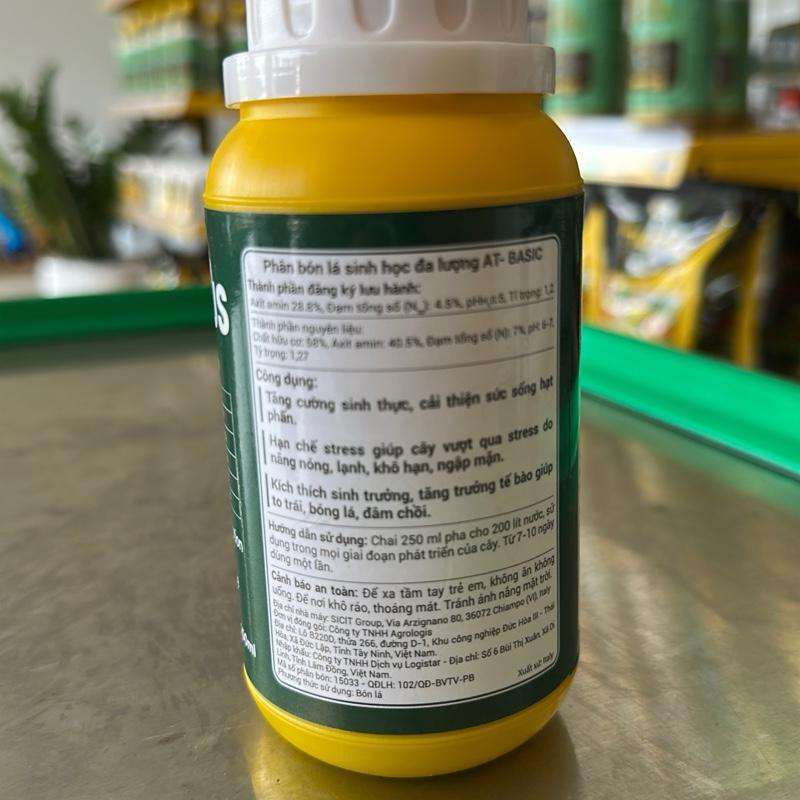 Phân bón lá sinh học đa lượng AT- BASIC
Thành phần đăng ký lưu hành:
Axit amin 28.8%, Đạm tổng số (N): 4.5%, pH: 5, Tỉ trọng: 1,2
Thành phần nguyên liệu:
Chất hữu cơ: 58%, Axit amin: 40.5%, Đạm tổng số (N): 7%, pH: 6-7,
Tỷ trọng: 1,27
Công dụng:
Tăng cường sinh thực, cải thiện sức sống hạt
phấn.
Hạn chế stress giúp cây vượt qua stress do
nắng nóng, lạnh, khô hạn, ngập mặn.
Kích thích sinh trưởng, tăng trưởng tế bào giúp
to trái, bóng lá, đâm chồi.
Hướng dẫn sử dụng: Chai 250 ml pha cho 200 lít nước, sử
dụng trong mọi giai đoạn phát triển của cây. Từ 7-10 ngày
dùng một lần.
Cảnh báo an toàn: Để xa tầm tay trẻ em, không ăn không
uống. Để nơi khô ráo, thoáng mát. Tránh ánh nắng mặt trời.
Địa chỉ nhà máy: SICIT Group, Via Arzignano 80, 36072 Chiampo (VI), Italy
Đơn vị đóng gói: Công ty TNHH Agrologis
Địa chỉ: Lô B220D, thửa 266, đường D-1, Khu công nghiệp Đức Hòa III - Thái
Hòa, Xã Đức Lập, Tỉnh Tây Ninh, Việt Nam.
Nhập khẩu: Công ty TNHH Dịch vụ Logistar - Địa chỉ: Số 6 Bùi Thị Xuân, Xã Di
Linh, Tỉnh Lâm Đồng, Việt Nam.
Mã số phân bón: 15033 - QĐLH: 102/QĐ-BVTV-PB
Phương thức sử dụng: Bón lá
Xuất xứ: Italy